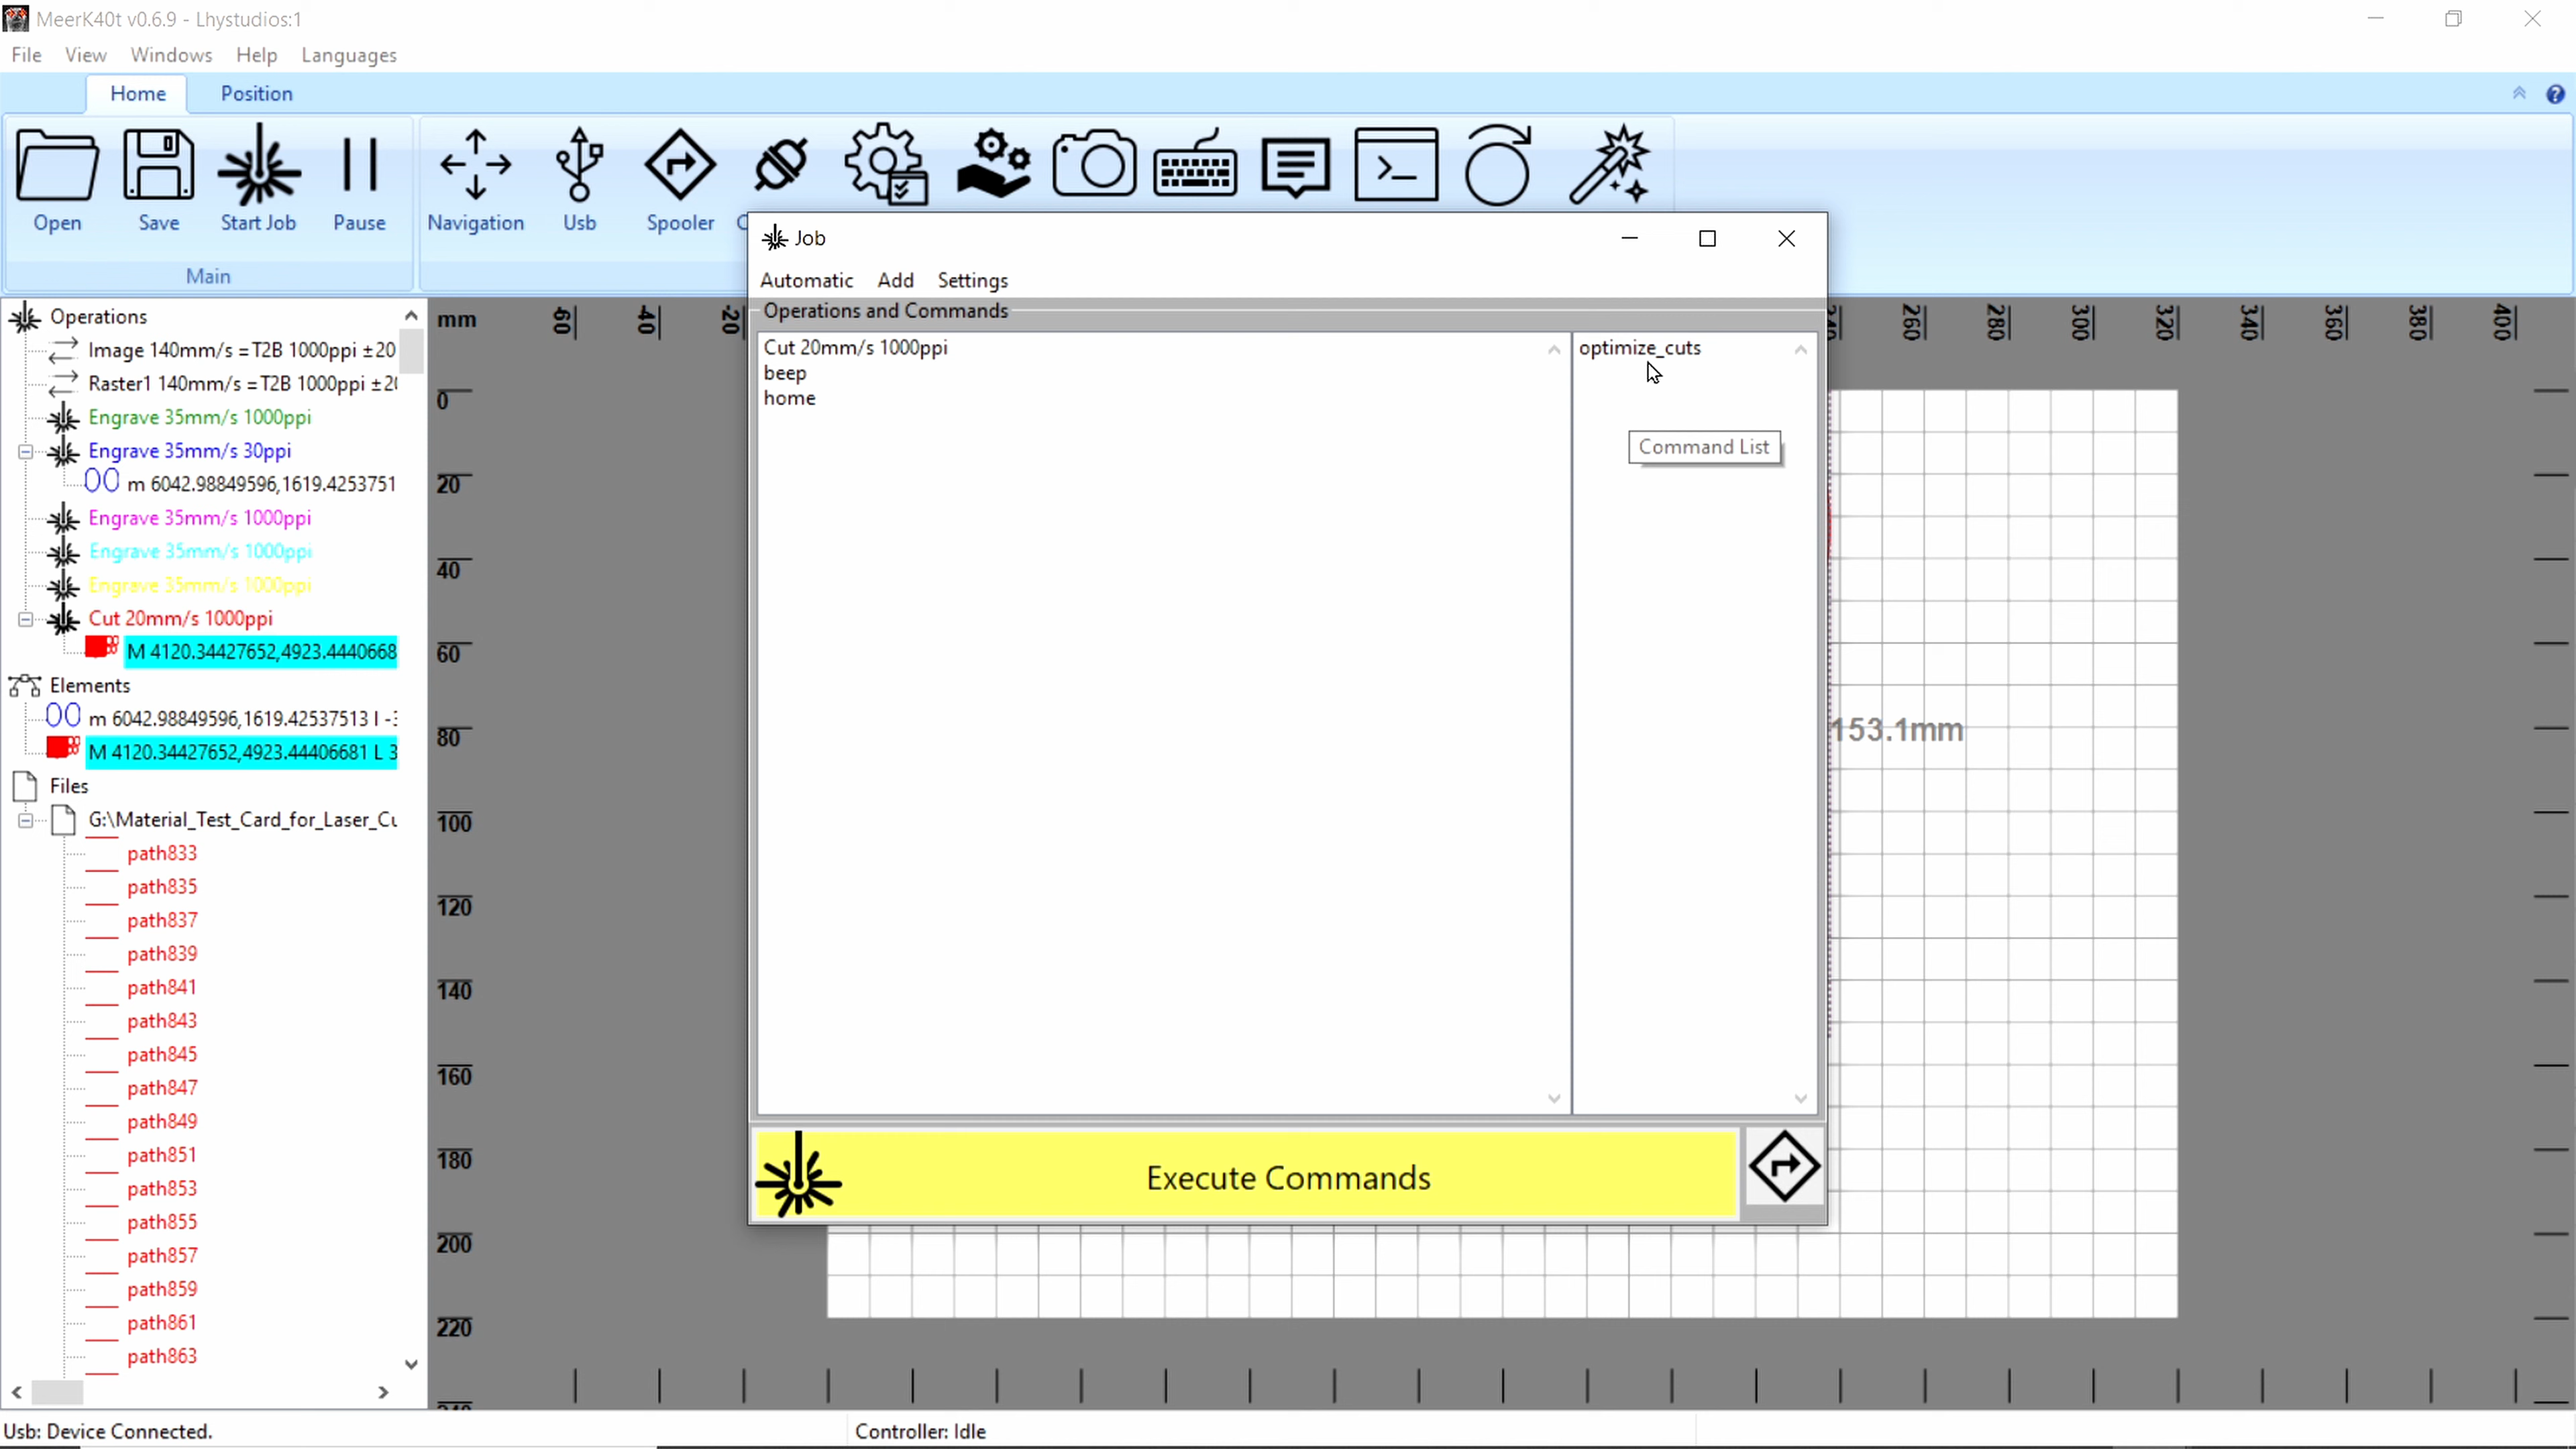 MeerK40t v0.6.9 - Lhystudios:1
File View Windows Help Languages
Home Position
Open Save Start Job Pause Navigation Usb Spooler C
Main
Job
Automatic Add Settings
Operations and Commands
Cut 20mm/s 1000ppi
beep
home
optimize_cuts
Command List
Execute Commands
Operations
Image 140mm/s =T2B 1000ppi ±20
Raster1 140mm/s =T2B 1000ppi ±20
Engrave 35mm/s 1000ppi
Engrave 35mm/s 30ppi
m 6042.98849596,1619.4253751
Engrave 35mm/s 1000ppi
Engrave 35mm/s 1000ppi
Engrave 35mm/s 1000ppi
Cut 20mm/s 1000ppi
M 4120.34427652,4923.4440668
Elements
m 6042.98849596,1619.42537513 l -3
M 4120.34427652,4923.44406681 L 3
Files
G:\Material_Test_Card_for_Laser_Cu
path833
path835
path837
path839
path841
path843
path845
path847
path849
path851
path853
path855
path857
path859
path861
path863
mm
-60 -40 -20 240 260 280 300 320 340 360 380 400
0
20
40
60
80
100
120
140
160
180
200
220
240
153.1mm
Usb: Device Connected.
Controller: Idle